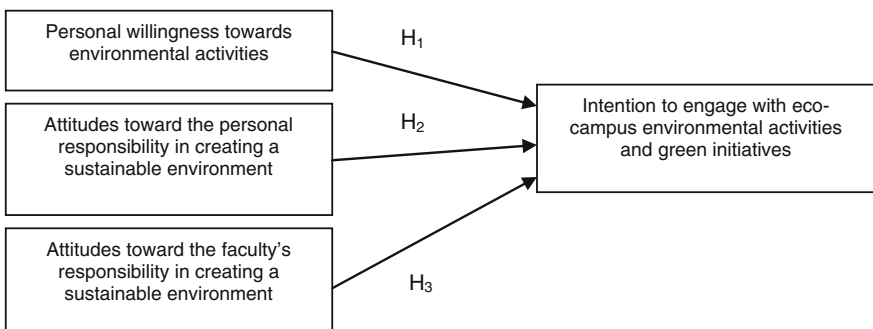 Personal willingness towards
environmental activities
H₁
Attitudes toward the personal
responsibility in creating a
sustainable environment
H₂
Attitudes toward the faculty’s
responsibility in creating a
sustainable environment
H₃
Intention to engage with eco-
campus environmental activities
and green initiatives